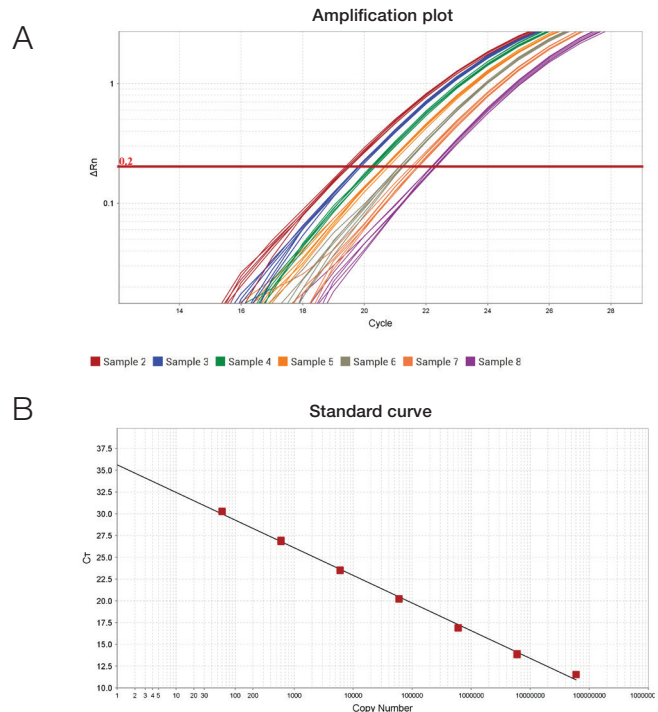 A
Amplification plot
1
0.2
ΔRn
0.1
14 16 18 20 22 24 26 28
Cycle
Sample 2 Sample 3 Sample 4 Sample 5 Sample 6 Sample 7 Sample 8
B
Standard curve
37.5
35.0
32.5
30.0
27.5
25.0
CT
22.5
20.0
17.5
15.0
12.5
10.0
1 2 3 4 5 10 20 30 100 200 1000 10000 100000 1000000 10000000 100000000 1000000000
Copy Number